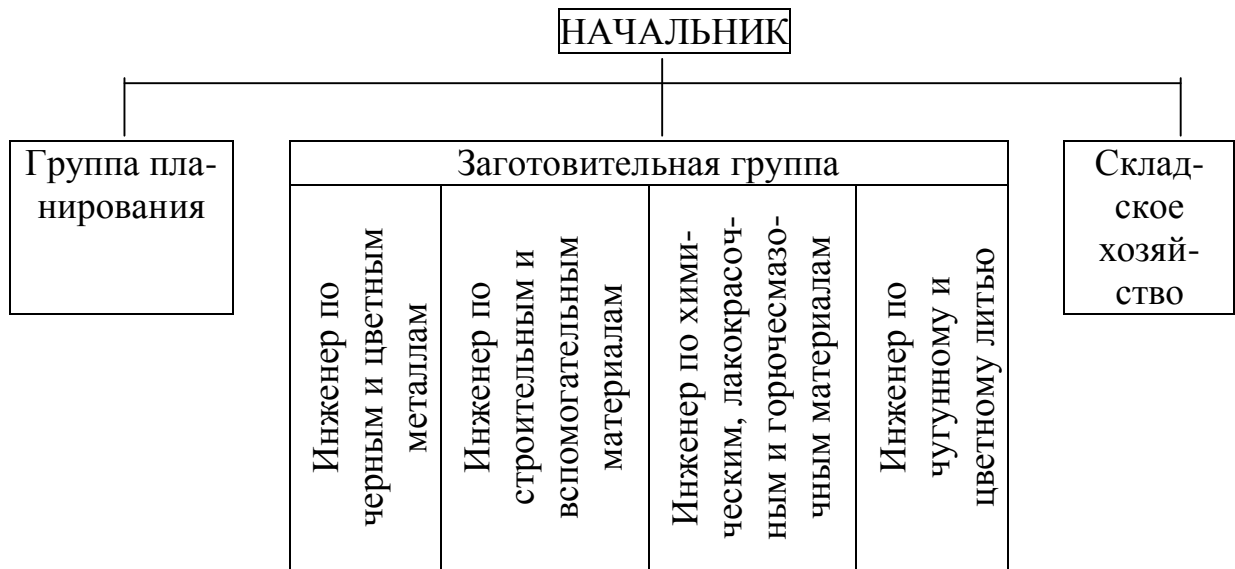 НАЧАЛЬНИК
Группа пла-
нирования
Заготовительная группа
Инженер по
черным и цветным
металлам
Инженер по
строительным и
вспомогательным
материалам
Инженер по хими-
ческим, лакокрасоч-
ным и горючесмазо-
чным материалам
Инженер по
чугунному и
цветному литью
Склад-
ское
хозяй-
ство